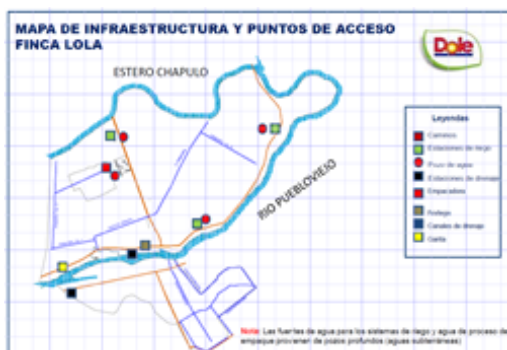 MAPA DE INFRAESTRUCTURA Y PUNTOS DE ACCESO
FINCA LOLA
Dole
ESTERO CHAPULO
RIO PUEBLOVIEJO
Leyendas
Caminos
Estaciones de riego
Pozo de agua
Estaciones de drenaje
Empacadora
Bodega
Canales de drenaje
Garita
Nota: Las fuentes de agua para los sistemas de riego y agua de proceso de
empaque provienen de pozos profundos (aguas subterráneas)